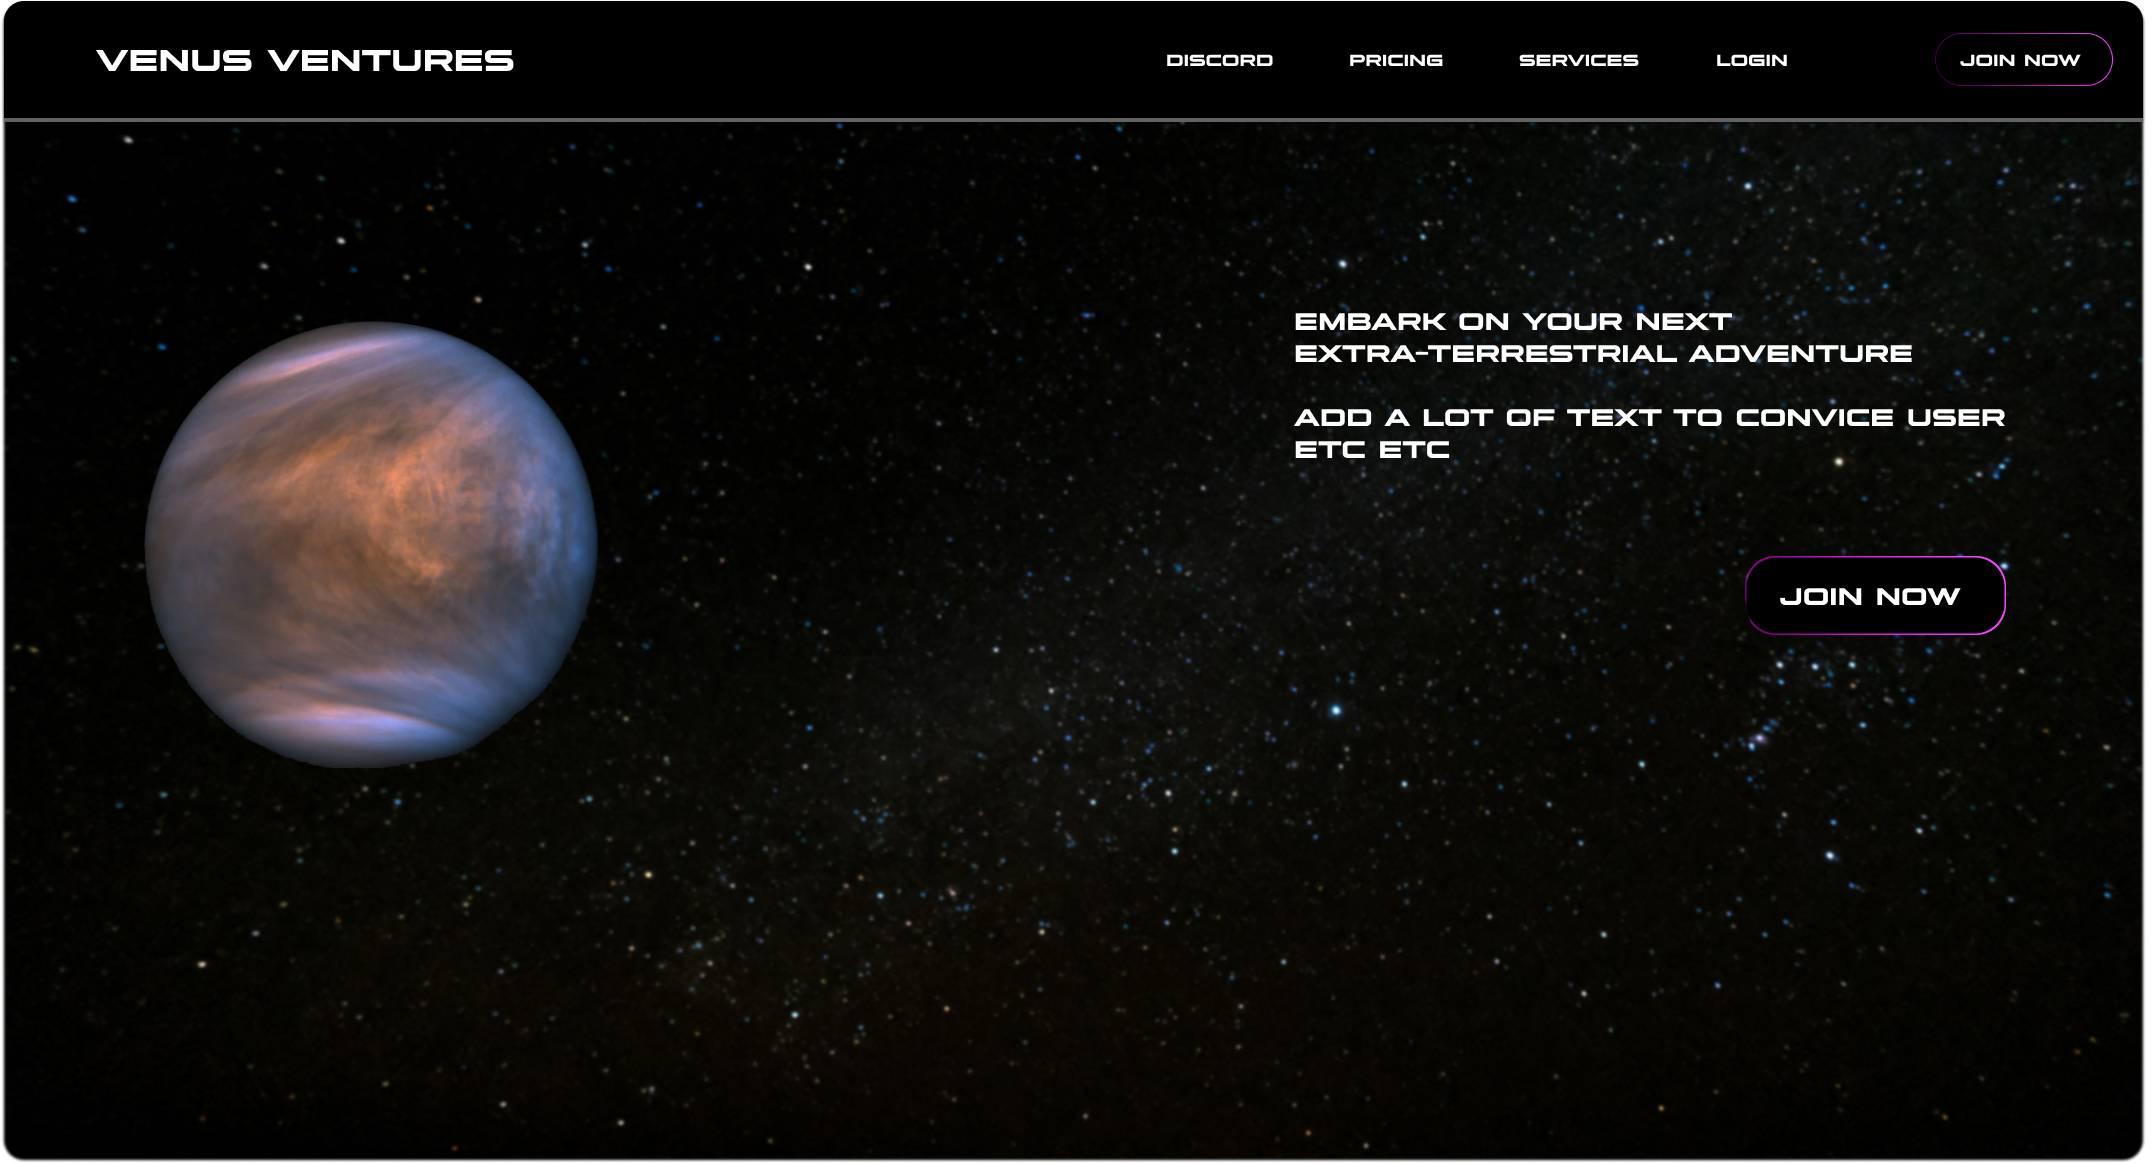 VENUS VENTURES
DISCORD
PRICING
SERVICES
LOGIN
JOIN NOW
EMBARK ON YOUR NEXT
EXTRA-TERRESTRIAL ADVENTURE
ADD A LOT OF TEXT TO CONVICE USER
ETC ETC
JOIN NOW